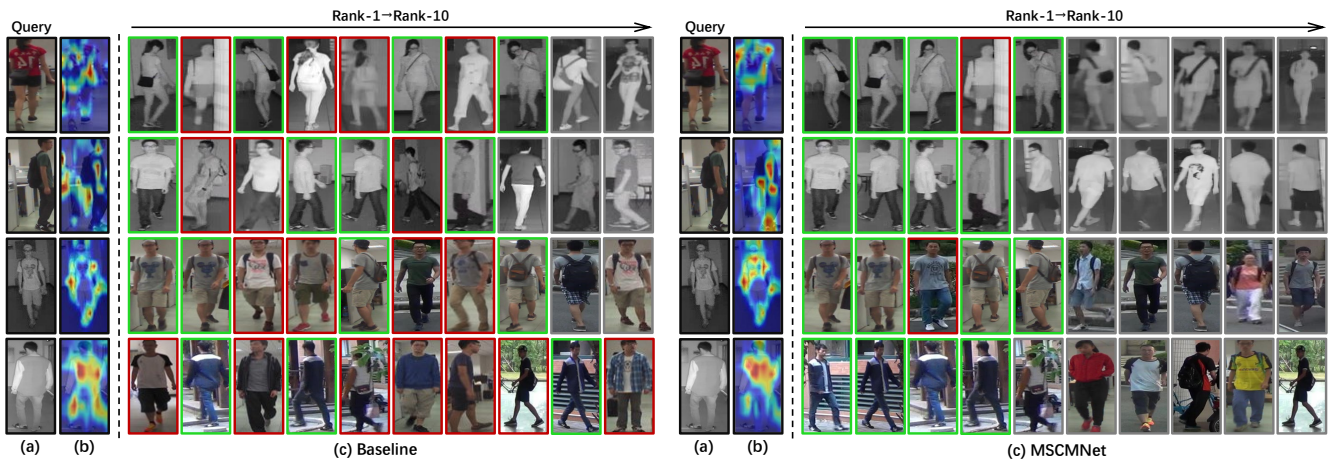 Query
Rank-1→Rank-10
(a)
(b)
(c) Baseline
Query
Rank-1→Rank-10
(a)
(b)
(c) MSCMNet